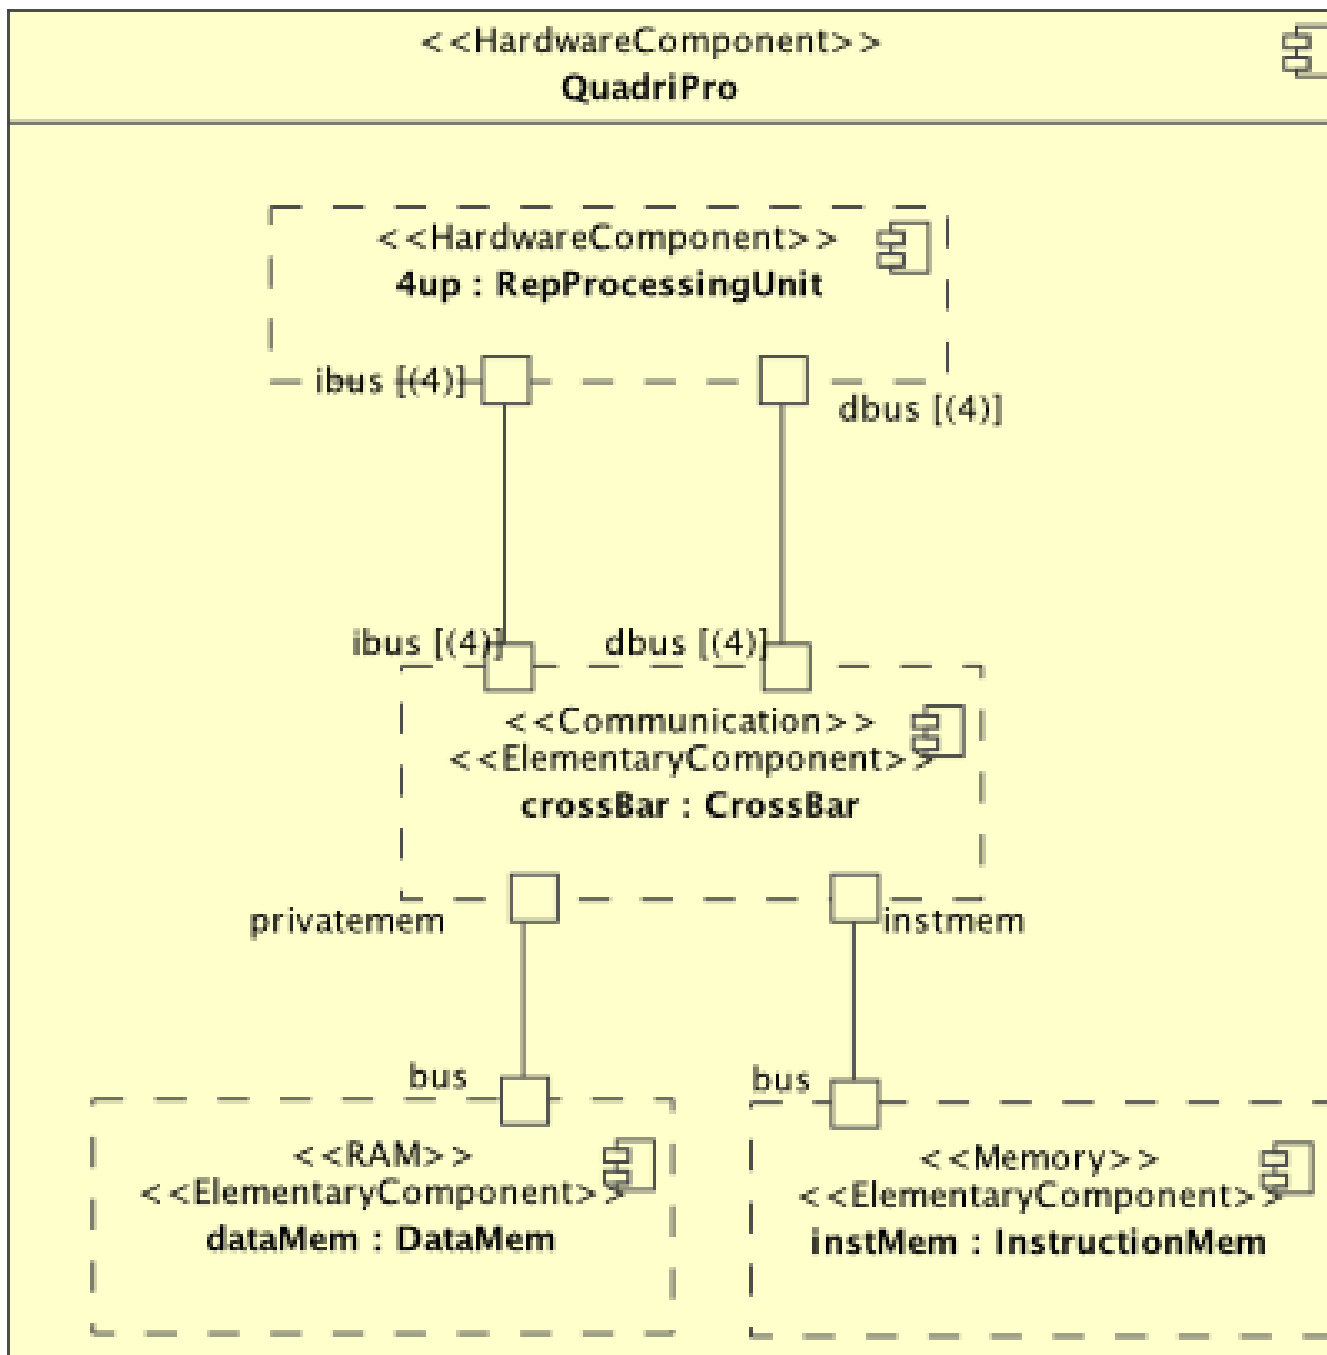 <<HardwareComponent>>
QuadriPro
<<HardwareComponent>>
4up : RepProcessingUnit
ibus [(4)]
dbus [(4)]
ibus [(4)]
dbus [(4)]
<<Communication>>
<<ElementaryComponent>>
crossBar : CrossBar
privatemem
instmem
bus
bus
<<RAM>>
<<ElementaryComponent>>
dataMem : DataMem
<<Memory>>
<<ElementaryComponent>>
instMem : InstructionMem